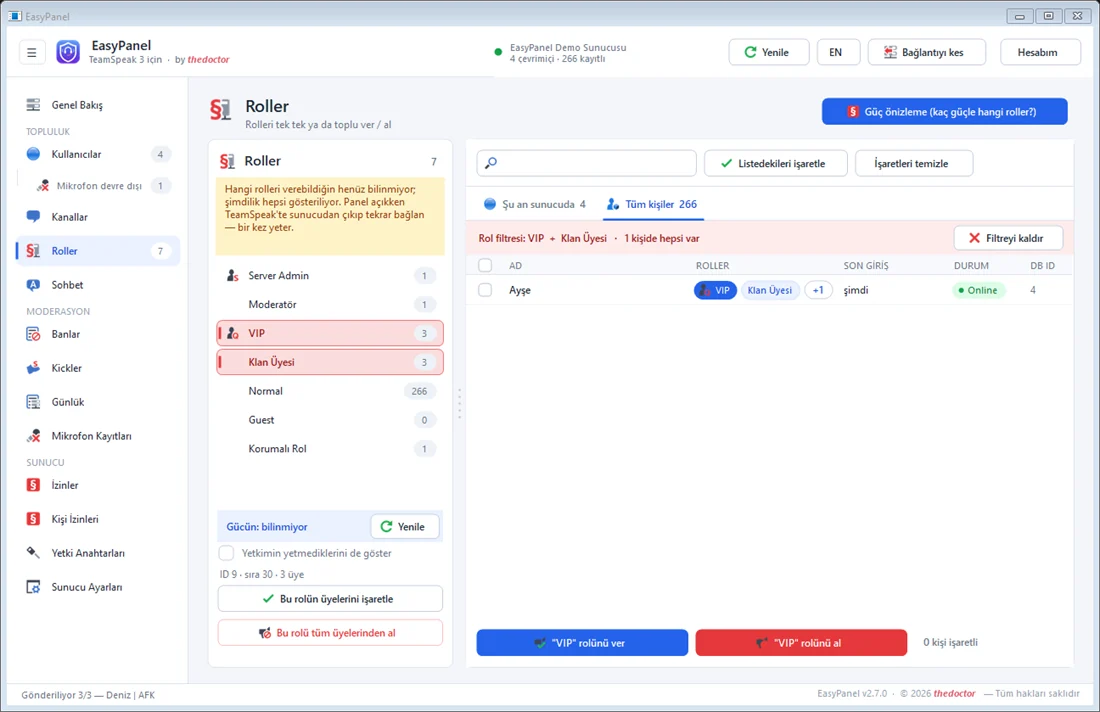 EasyPanel
EasyPanel
TeamSpeak 3 için · by thedoctor
EasyPanel Demo Sunucusu
4 çevrimiçi · 266 kayıtlı
Yenile
EN
Bağlantıyı kes
Hesabım
Genel Bakış
TOPLULUK
Kullanıcılar 4
Mikrofon devre dışı 1
Kanallar
Roller 7
Sohbet
MODERASYON
Banlar
Kickler
Günlük
Mikrofon Kayıtları
SUNUCU
İzinler
Kişi İzinleri
Yetki Anahtarları
Sunucu Ayarları
Roller
Rolleri tek tek ya da toplu ver / al
Güç önizleme (kaç güçle hangi roller?)
Roller 7
Hangi rolleri verebildiğin henüz bilinmiyor;
şimdilik hepsi gösteriliyor. Panel açıkken
TeamSpeak'te sunucudan çıkıp tekrar bağlan
— bir kez yeter.
Server Admin 1
Moderatör 1
VIP 3
Klan Üyesi 3
Normal 266
Guest 0
Korumalı Rol 1
Gücün: bilinmiyor
Yenile
Yetkimin yetmediklerini de göster
ID 9 · sıra 30 · 3 üye
Bu rolün üyelerini işaretle
Bu rolü tüm üyelerinden al
Listedekileri işaretle
İşaretleri temizle
Şu an sunucuda 4
Tüm kişiler 266
Rol filtresi: VIP + Klan Üyesi · 1 kişide hepsi var
Filtreyi kaldır
AD ROLLER SON GİRİŞ DURUM DB ID
Ayşe VIP Klan Üyesi +1 şimdi Online 4
"VIP" rolünü ver
"VIP" rolünü al
0 kişi işaretli
Gönderiliyor 3/3 — Deniz | AFK
EasyPanel v2.7.0 · © 2026 thedoctor — Tüm hakları saklıdır